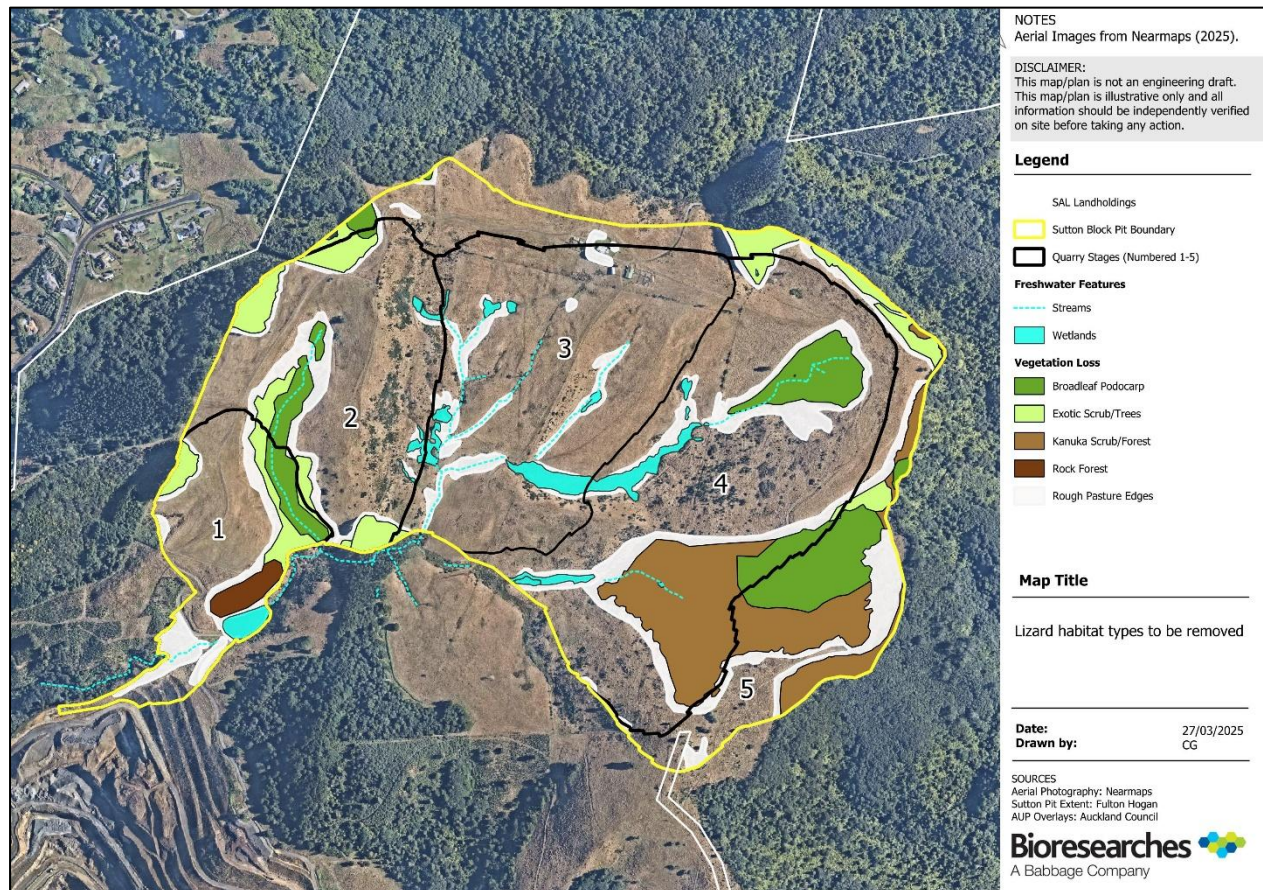 NOTES
Aerial Images from Nearmaps (2025).
DISCLAIMER:
This map/plan is not an engineering draft.
This map/plan is illustrative only and all
information should be independently verified
on site before taking any action.
Legend
SAL Landholdings
Sutton Block Pit Boundary
Quarry Stages (Numbered 1-5)
Freshwater Features
Streams
Wetlands
Vegetation Loss
Broadleaf Podocarp
Exotic Scrub/Trees
Kanuka Scrub/Forest
Rock Forest
Rough Pasture Edges
Map Title
Lizard habitat types to be removed
Date: 27/03/2025
Drawn by: CG
SOURCES
Aerial Photography: Nearmaps
Sutton Pit Extent: Fulton Hogan
AUP Overlays: Auckland Council
Bioresearches
A Babbage Company
3
2
4
1
5